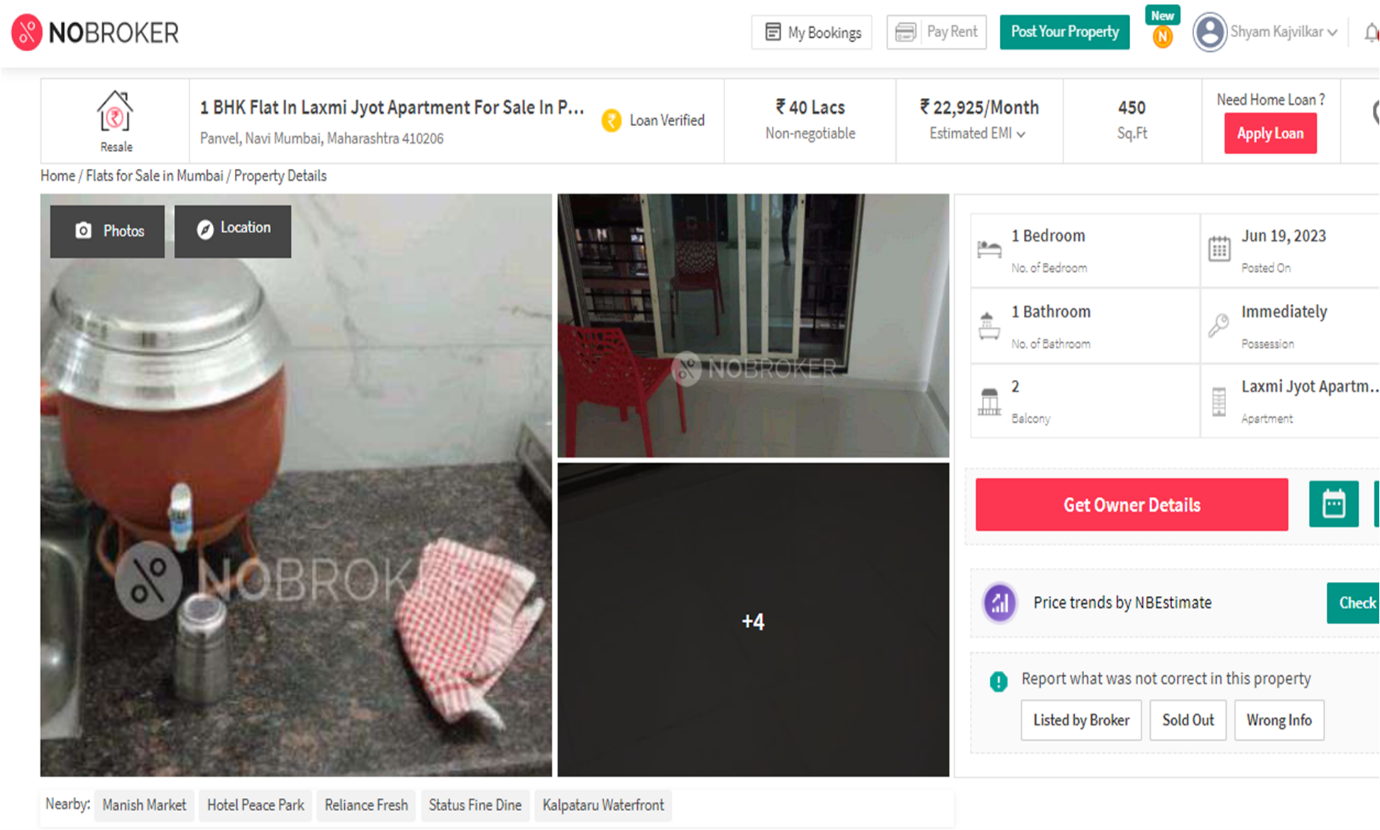 NOBROKER
My Bookings
Pay Rent
Post Your Property
New
N
Shyam Kajvilkar
Resale
1 BHK Flat In Laxmi Jyot Apartment For Sale In P...
Panvel, Navi Mumbai, Maharashtra 410206
Loan Verified
₹ 40 Lacs
Non-negotiable
₹ 22,925/Month
Estimated EMI
450
Sq.Ft
Need Home Loan ?
Apply Loan
Home / Flats for Sale in Mumbai / Property Details
Photos
Location
NOBROKER
NOBROK
+4
1 Bedroom
No. of Bedroom
Jun 19, 2023
Posted On
1 Bathroom
No. of Bathroom
Immediately
Possession
2
Balcony
Laxmi Jyot Apartm...
Apartment
Get Owner Details
Price trends by NBEstimate
Check
Report what was not correct in this property
Listed by Broker
Sold Out
Wrong Info
Nearby:
Manish Market
Hotel Peace Park
Reliance Fresh
Status Fine Dine
Kalpataru Waterfront